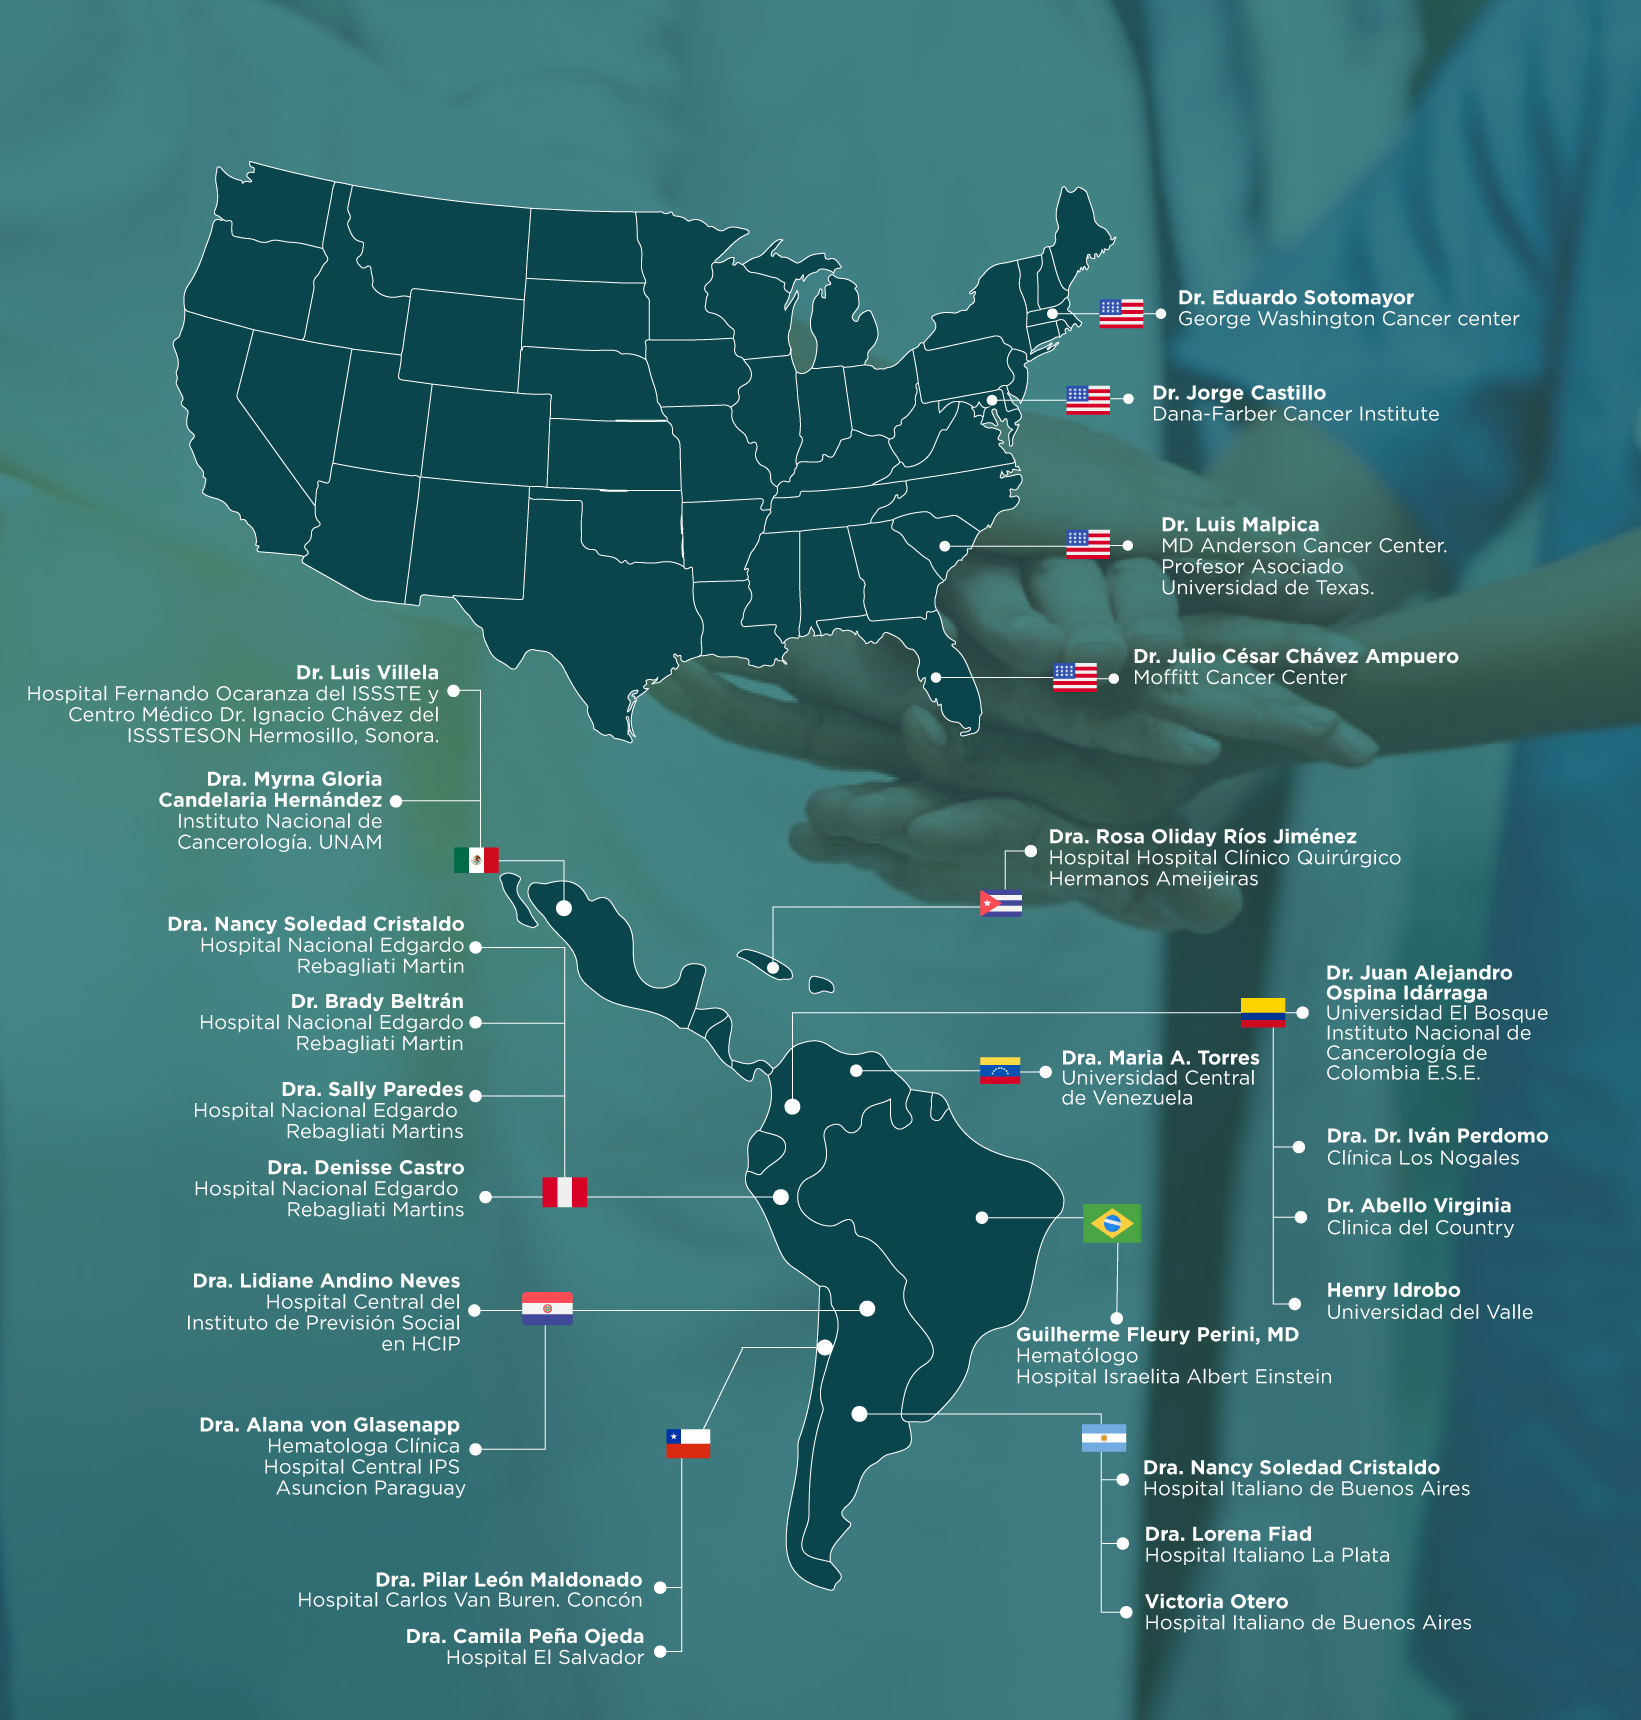 Dr. Eduardo Sotomayor
George Washington Cancer center
Dr. Jorge Castillo
Dana-Farber Cancer Institute
Dr. Luis Malpica
MD Anderson Cancer Center.
Profesor Asociado
Universidad de Texas.
Dr. Julio César Chávez Ampuero
Moffitt Cancer Center
Dr. Luis Villela
Hospital Fernando Ocaranza del ISSSTE y
Centro Médico Dr. Ignacio Chávez del
ISSSTESON Hermosillo, Sonora.
Dra. Myrna Gloria
Candelaria Hernández
Instituto Nacional de
Cancerología. UNAM
Dra. Rosa Oliday Ríos Jiménez
Hospital Hospital Clínico Quirúrgico
Hermanos Ameijeiras
Dra. Nancy Soledad Cristaldo
Hospital Nacional Edgardo
Rebagliati Martin
Dr. Brady Beltrán
Hospital Nacional Edgardo
Rebagliati Martin
Dra. Sally Paredes
Hospital Nacional Edgardo
Rebagliati Martins
Dra. Denisse Castro
Hospital Nacional Edgardo
Rebagliati Martins
Dr. Juan Alejandro
Ospina Idárraga
Universidad El Bosque
Instituto Nacional de
Cancerología de
Colombia E.S.E.
Dra. Maria A. Torres
Universidad Central
de Venezuela
Dra. Dr. Iván Perdomo
Clínica Los Nogales
Dr. Abello Virginia
Clinica del Country
Henry Idrobo
Universidad del Valle
Dra. Lidiane Andino Neves
Hospital Central del
Instituto de Previsión Social
en HCIP
Guilherme Fleury Perini, MD
Hematólogo
Hospital Israelita Albert Einstein
Dra. Alana von Glasenapp
Hematologa Clínica
Hospital Central IPS
Asuncion Paraguay
Dra. Nancy Soledad Cristaldo
Hospital Italiano de Buenos Aires
Dra. Lorena Fiad
Hospital Italiano La Plata
Victoria Otero
Hospital Italiano de Buenos Aires
Dra. Pilar León Maldonado
Hospital Carlos Van Buren. Concón
Dra. Camila Peña Ojeda
Hospital El Salvador